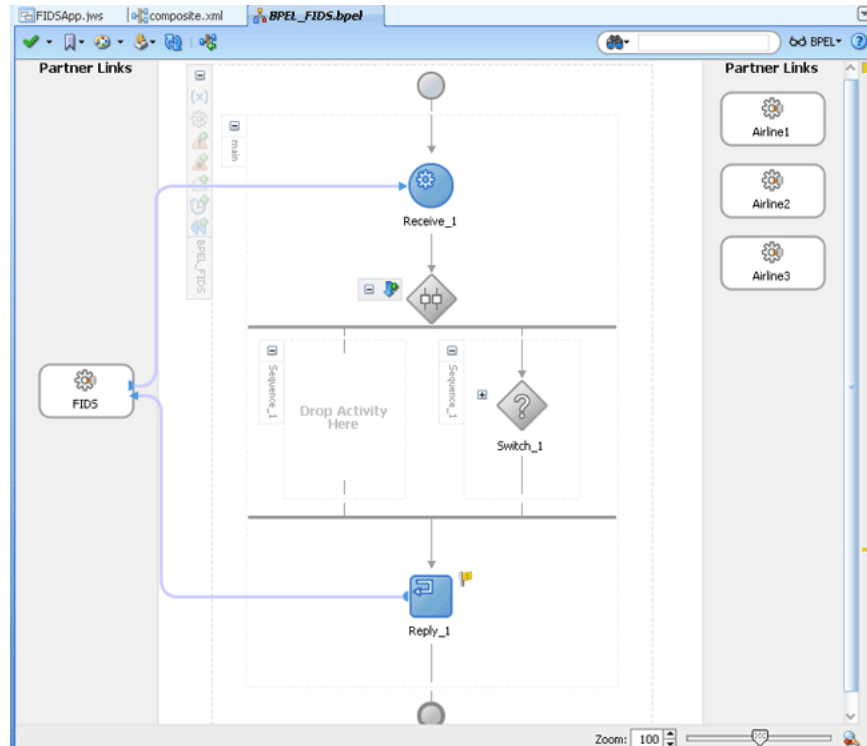 FIDSApp.jws
composite.xml
BPEL_FIDS.bpel
BPEL
Partner Links
Partner Links
(x)
main
Airline1
Airline2
Airline3
Receive_1
BPEL_FIDS
Sequence_1
Sequence_1
Drop Activity
Here
Switch_1
FIDS
Reply_1
Zoom: 100